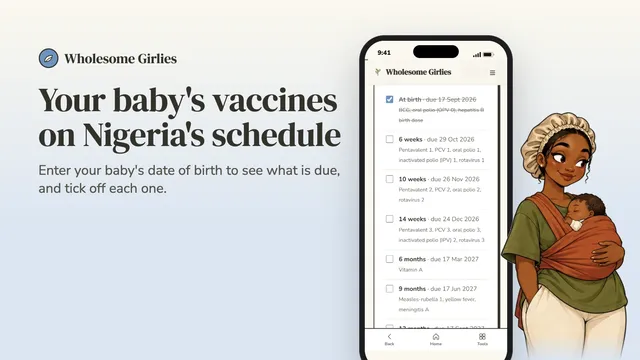 Wholesome Girlies
Your baby's vaccines
on Nigeria's schedule
Enter your baby's date of birth to see what is due,
and tick off each one.
9:41
Wholesome Girlies
At birth · due 17 Sept 2026
BCG, oral polio (OPV 0), hepatitis B
birth dose
6 weeks · due 29 Oct 2026
Pentavalent 1, PCV 1, oral polio 1,
inactivated polio (IPV) 1, rotavirus 1
10 weeks · due 26 Nov 2026
Pentavalent 2, PCV 2, oral polio 2,
rotavirus 2
14 weeks · due 24 Dec 2026
Pentavalent 3, PCV 3, oral polio 3,
inactivated polio (IPV) 2, rotavirus 3
6 months · due 17 Mar 2027
Vitamin A
9 months · due 17 Jun 2027
Measles-rubella 1, yellow fever,
meningitis A
12 months · due 17 Sept 2027
Back
Home
Tools